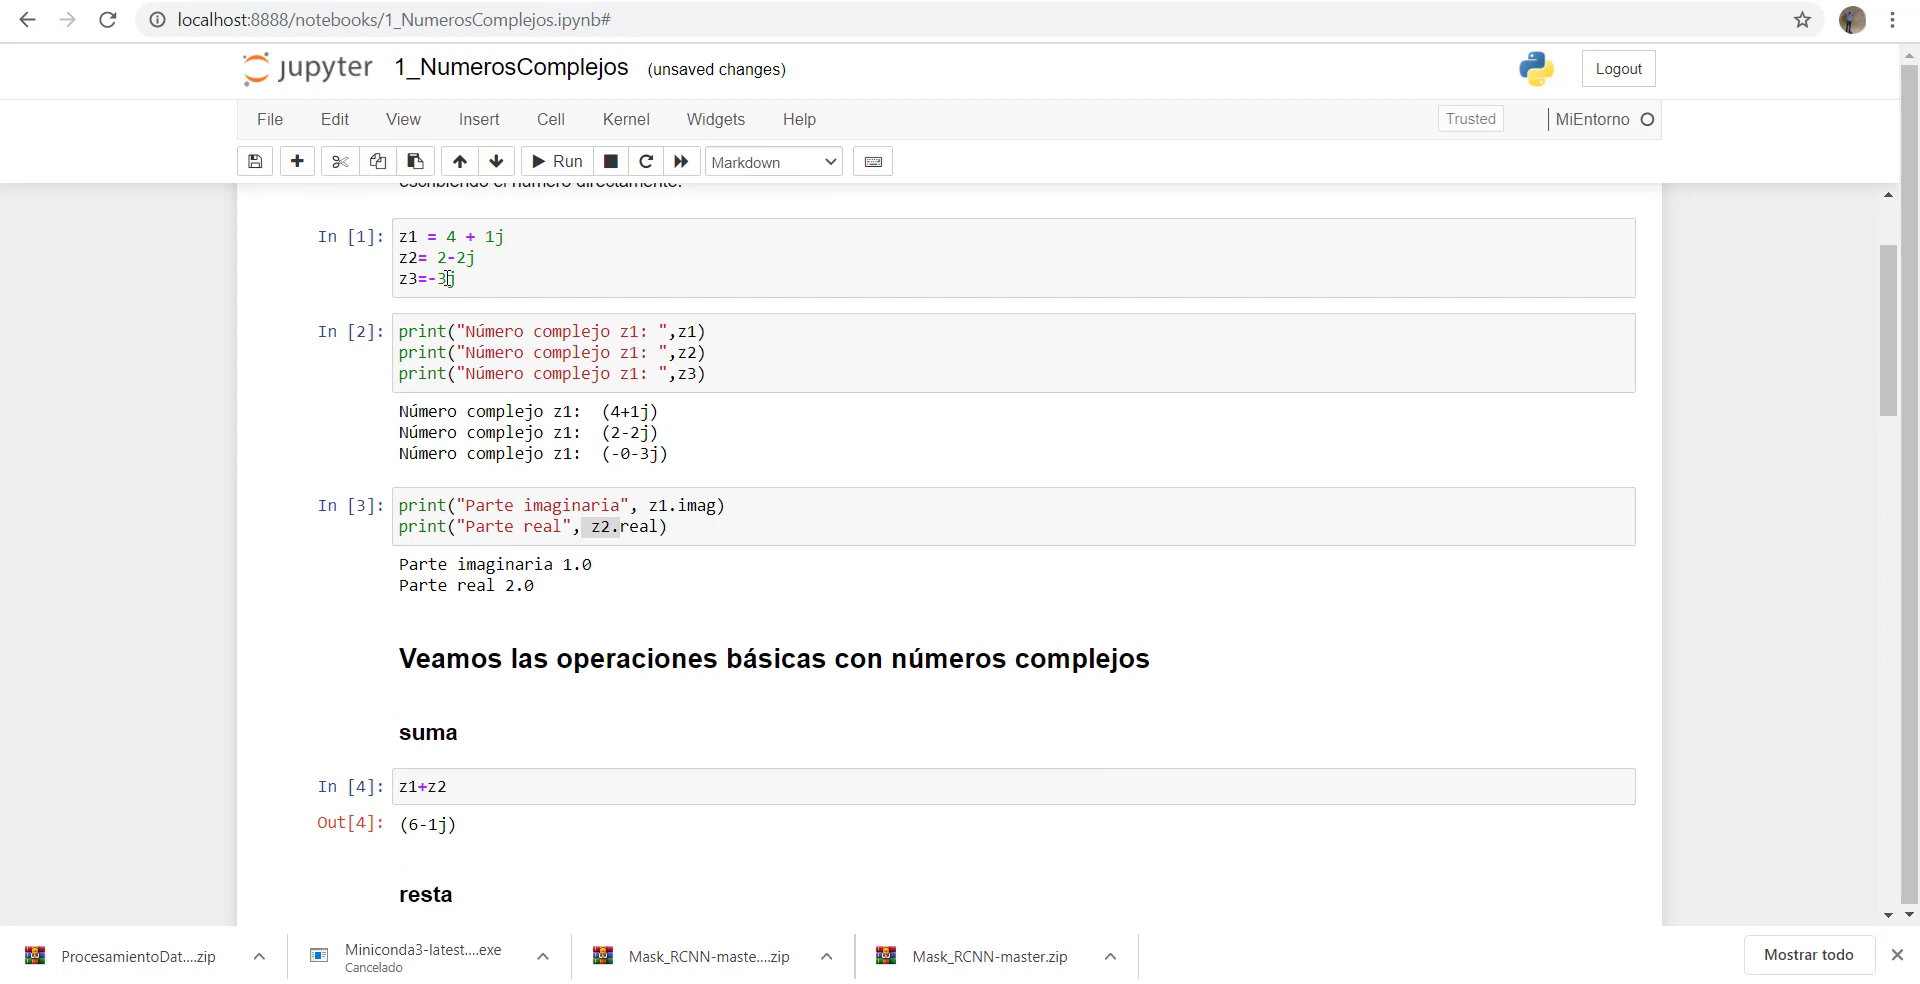 localhost:8888/notebooks/1_NumerosComplejos.ipynb#
jupyter 1_NumerosComplejos (unsaved changes) Logout
File Edit View Insert Cell Kernel Widgets Help Trusted MiEntorno
Run Markdown
escribiendo el número directamente.
In [1]: z1 = 4 + 1j
z2= 2-2j
z3=-3j
In [2]: print("Número complejo z1: ",z1)
print("Número complejo z1: ",z2)
print("Número complejo z1: ",z3)
Número complejo z1:  (4+1j)
Número complejo z1:  (2-2j)
Número complejo z1:  (-0-3j)
In [3]: print("Parte imaginaria", z1.imag)
print("Parte real", z2.real)
Parte imaginaria 1.0
Parte real 2.0
Veamos las operaciones básicas con números complejos
suma
In [4]: z1+z2
Out[4]: (6-1j)
resta
ProcesamientoDat....zip
Miniconda3-latest....exe
Cancelado
Mask_RCNN-maste....zip
Mask_RCNN-master.zip
Mostrar todo